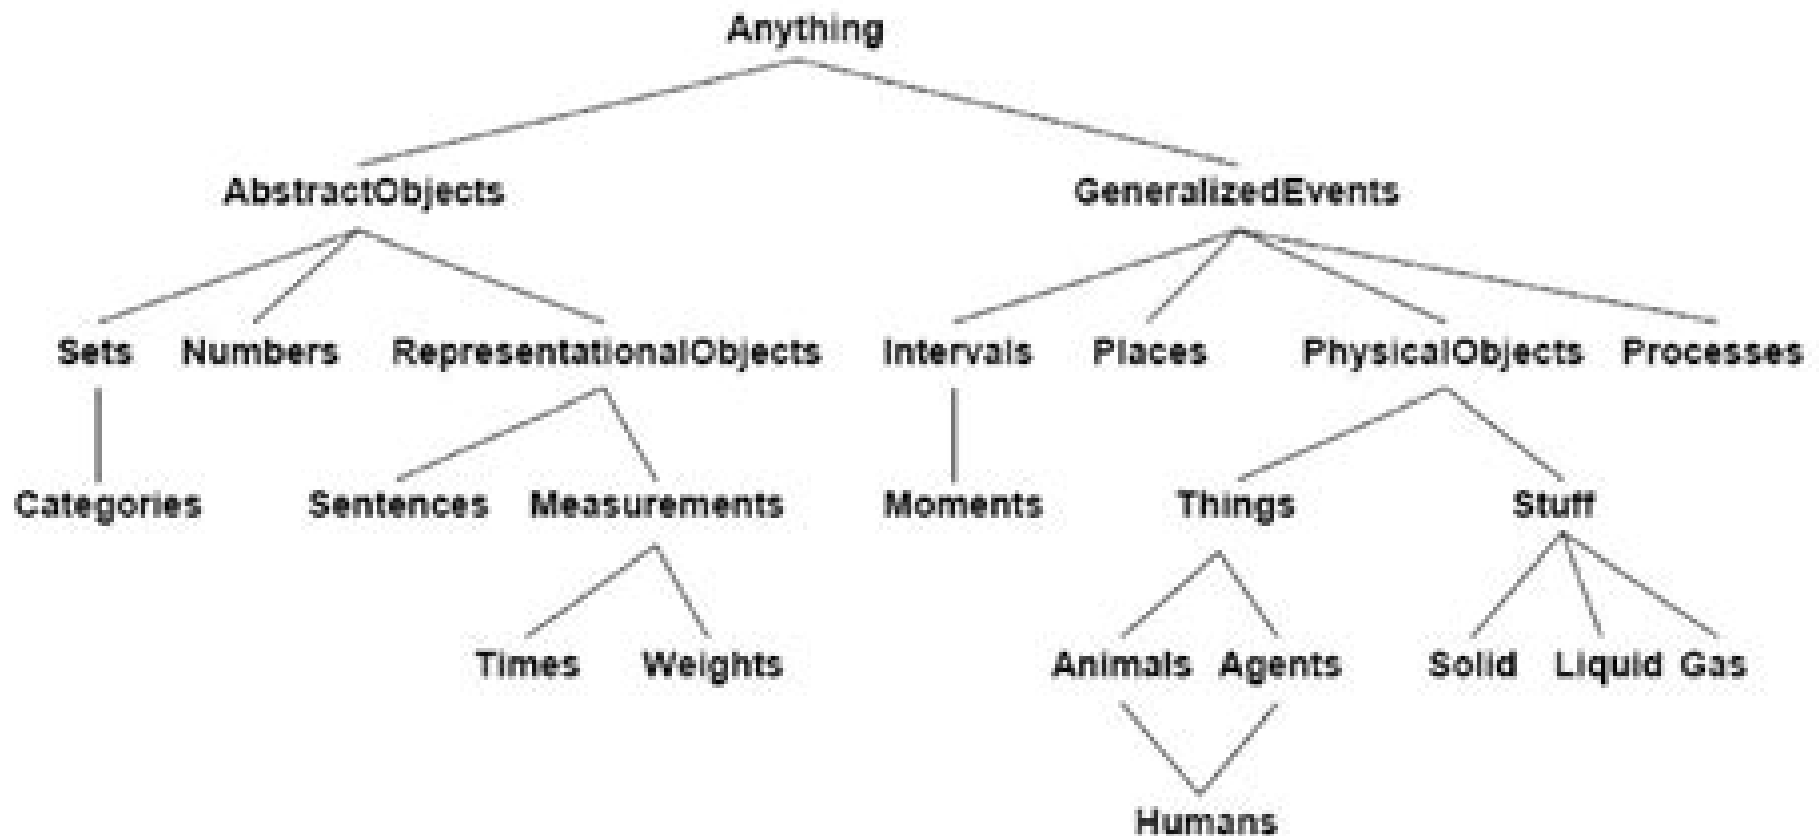 Anything
AbstractObjects GeneralizedEvents
Sets Numbers RepresentationalObjects Intervals Places PhysicalObjects Processes
Categories Sentences Measurements Moments Things Stuff
Times Weights Animals Agents Solid Liquid Gas
Humans